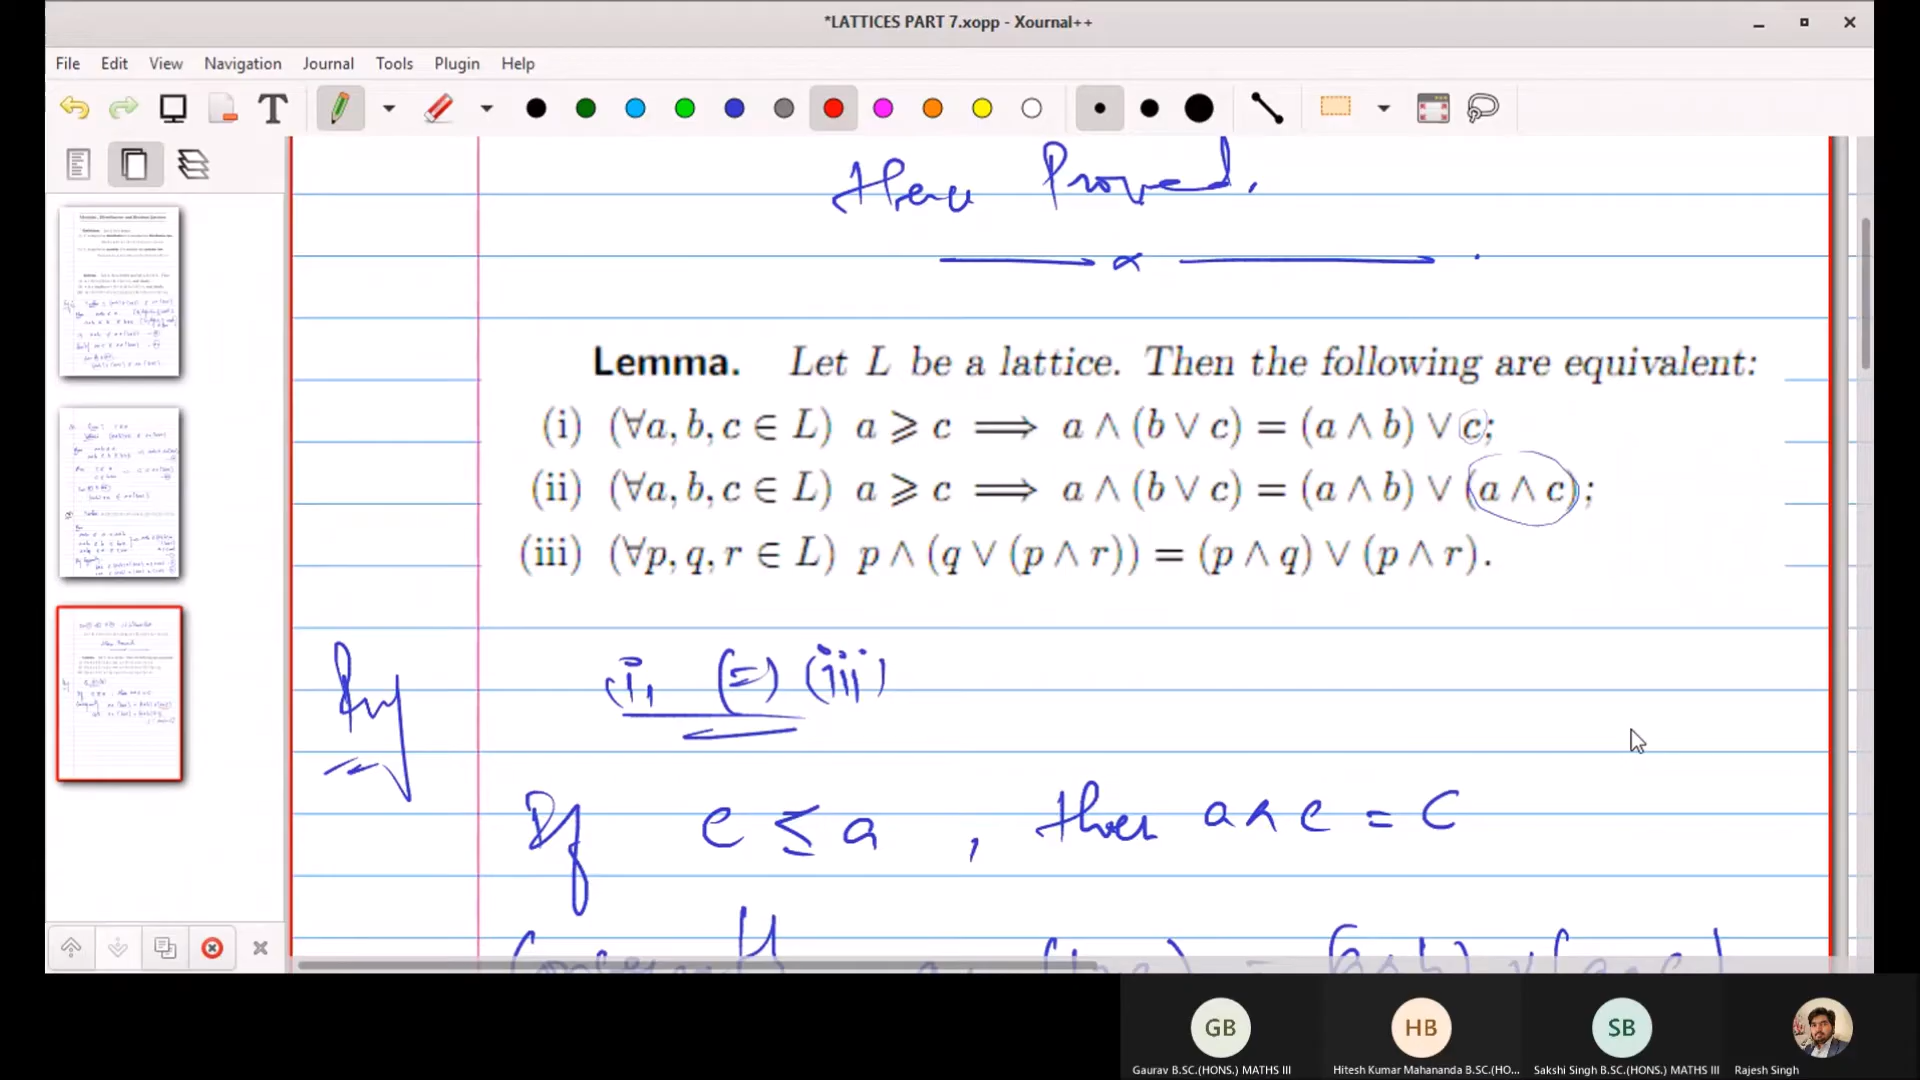 *LATTICES PART 7.xopp - Xournal++
File Edit View Navigation Journal Tools Plugin Help
Hence Proved.
Lemma. Let L be a lattice. Then the following are equivalent:
(i) (∀a, b, c ∈ L) a ⩾ c ⟹ a ∧ (b ∨ c) = (a ∧ b) ∨ c;
(ii) (∀a, b, c ∈ L) a ⩾ c ⟹ a ∧ (b ∨ c) = (a ∧ b) ∨ (a ∧ c);
(iii) (∀p, q, r ∈ L) p ∧ (q ∨ (p ∧ r)) = (p ∧ q) ∨ (p ∧ r).
(i) (=) (iii)
If c ≤ a , then a ∧ c = c
GB HB SB
Gaurav B.SC.(HONS.) MATHS III Hitesh Kumar Mahananda B.SC.(HO... Sakshi Singh B.SC.(HONS.) MATHS III Rajesh Singh